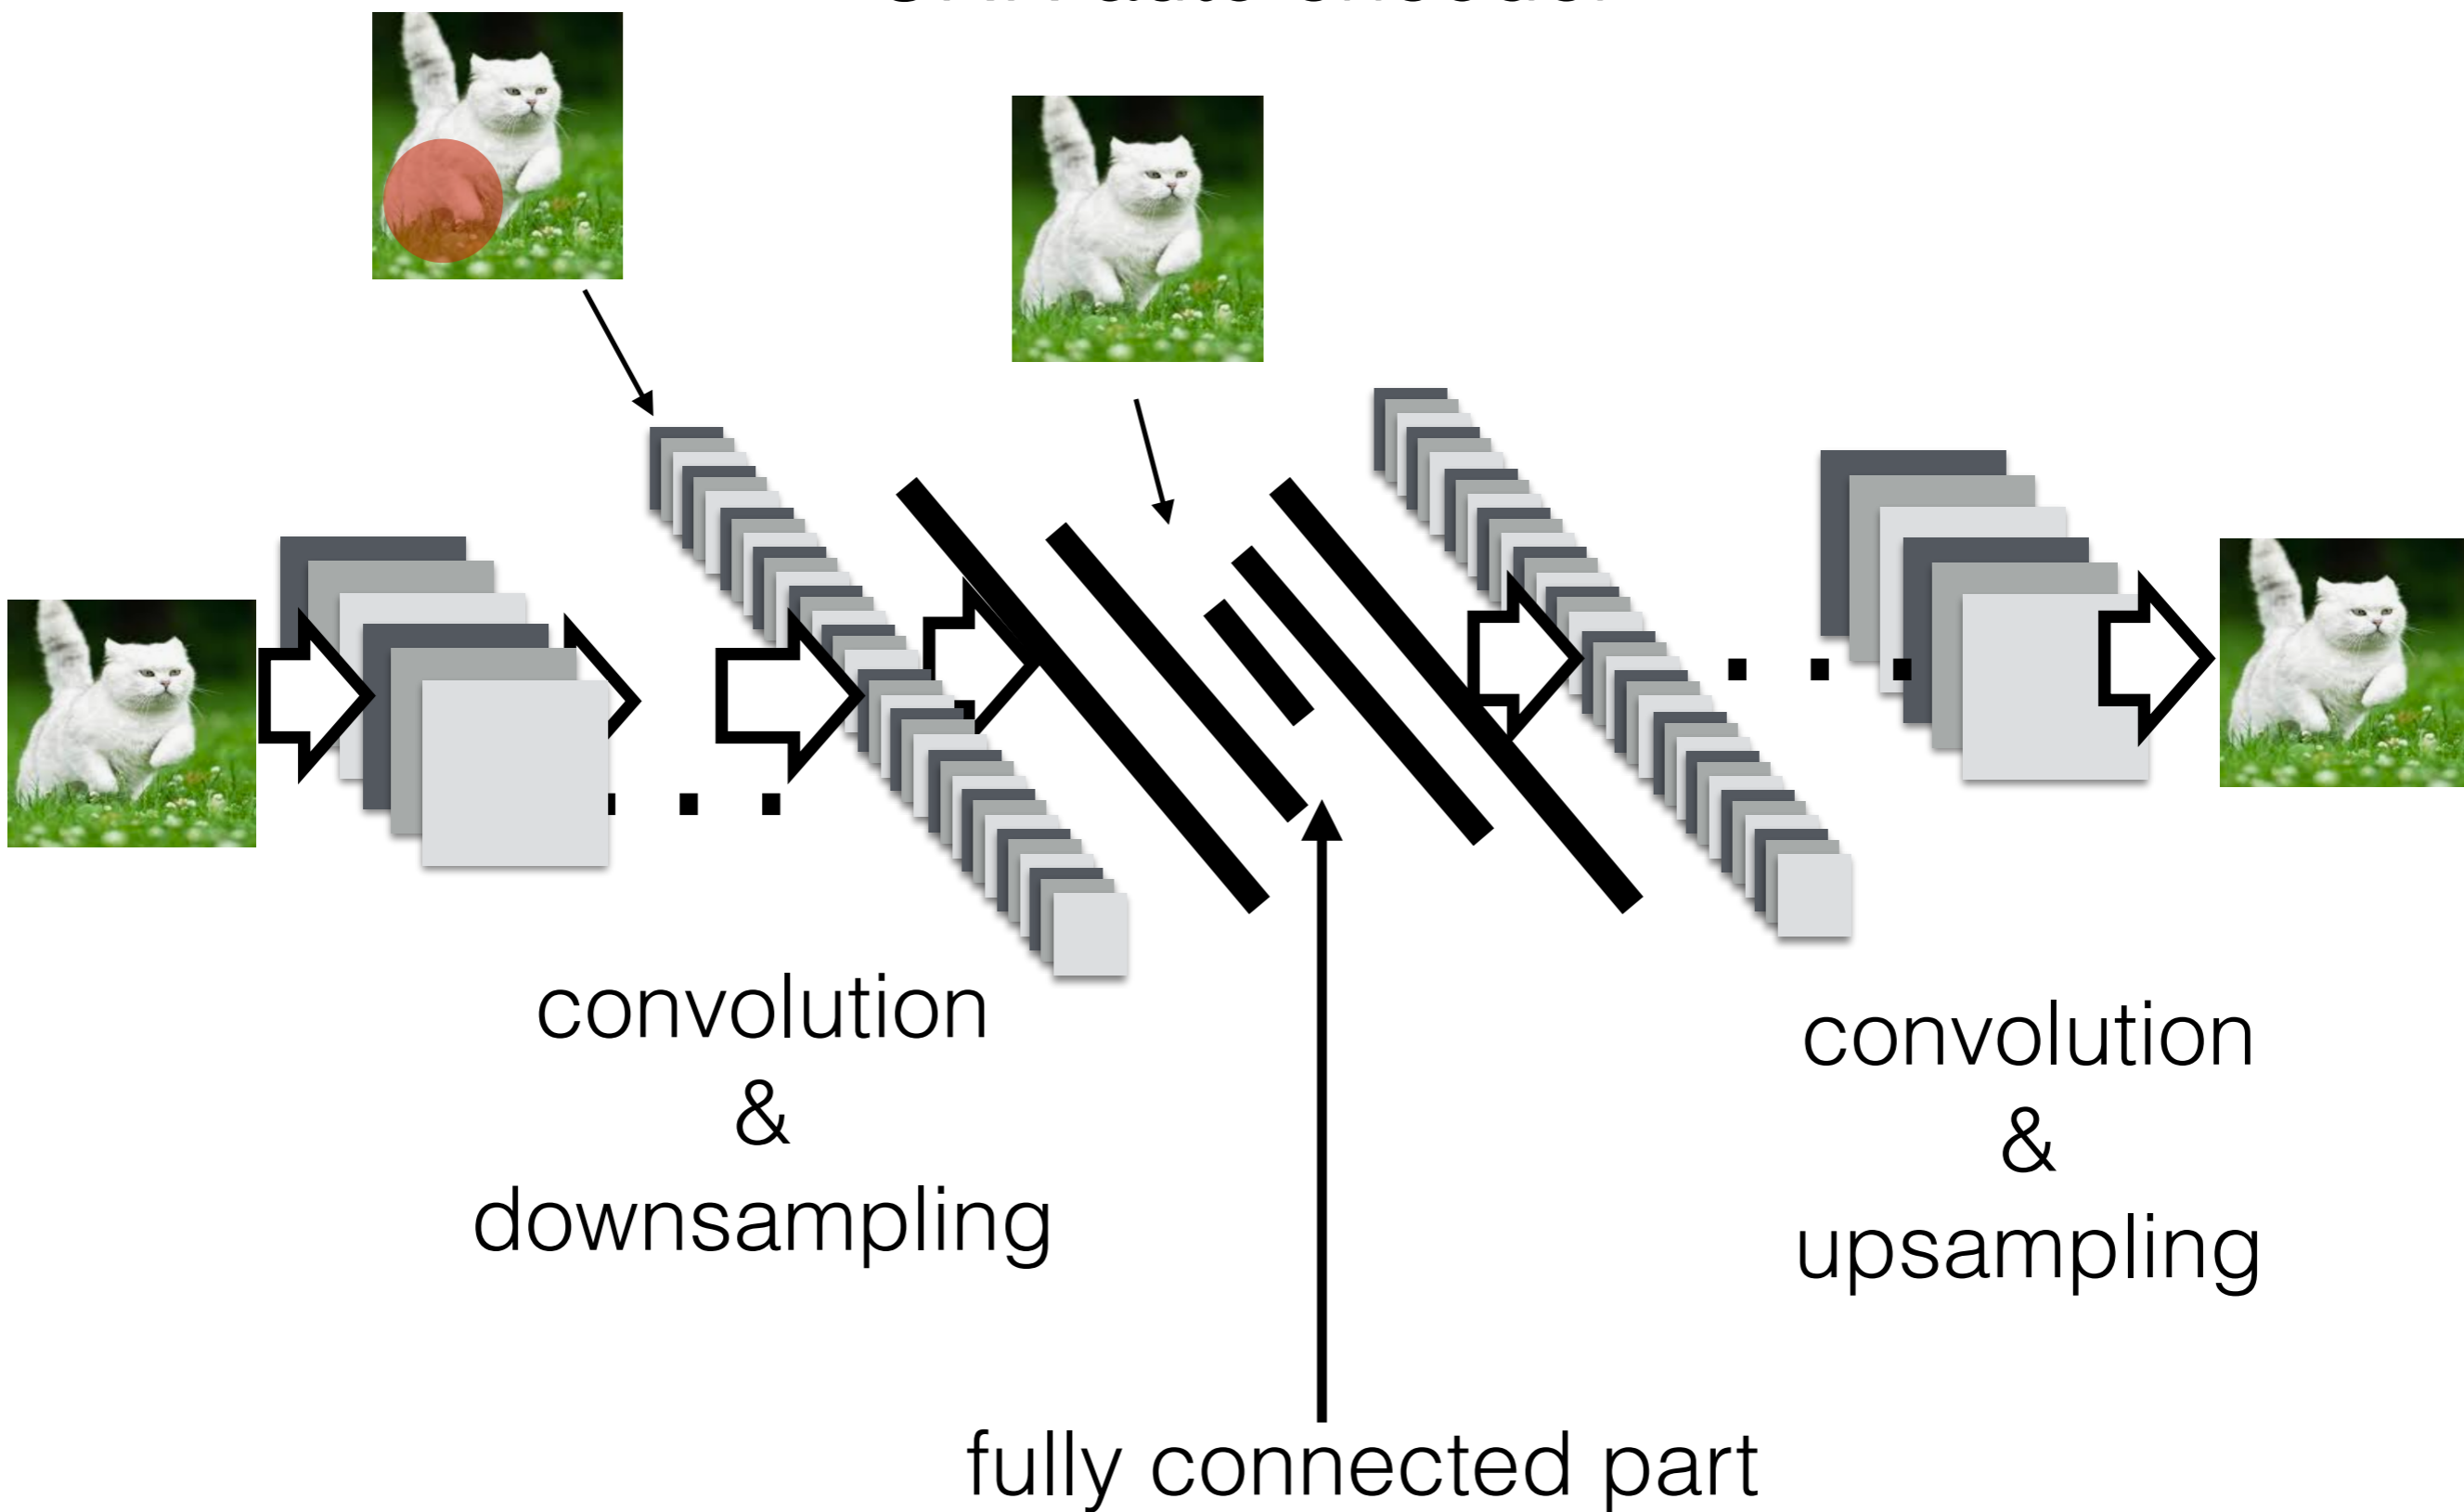 convolution
&
downsampling
convolution
&
upsampling
fully connected part